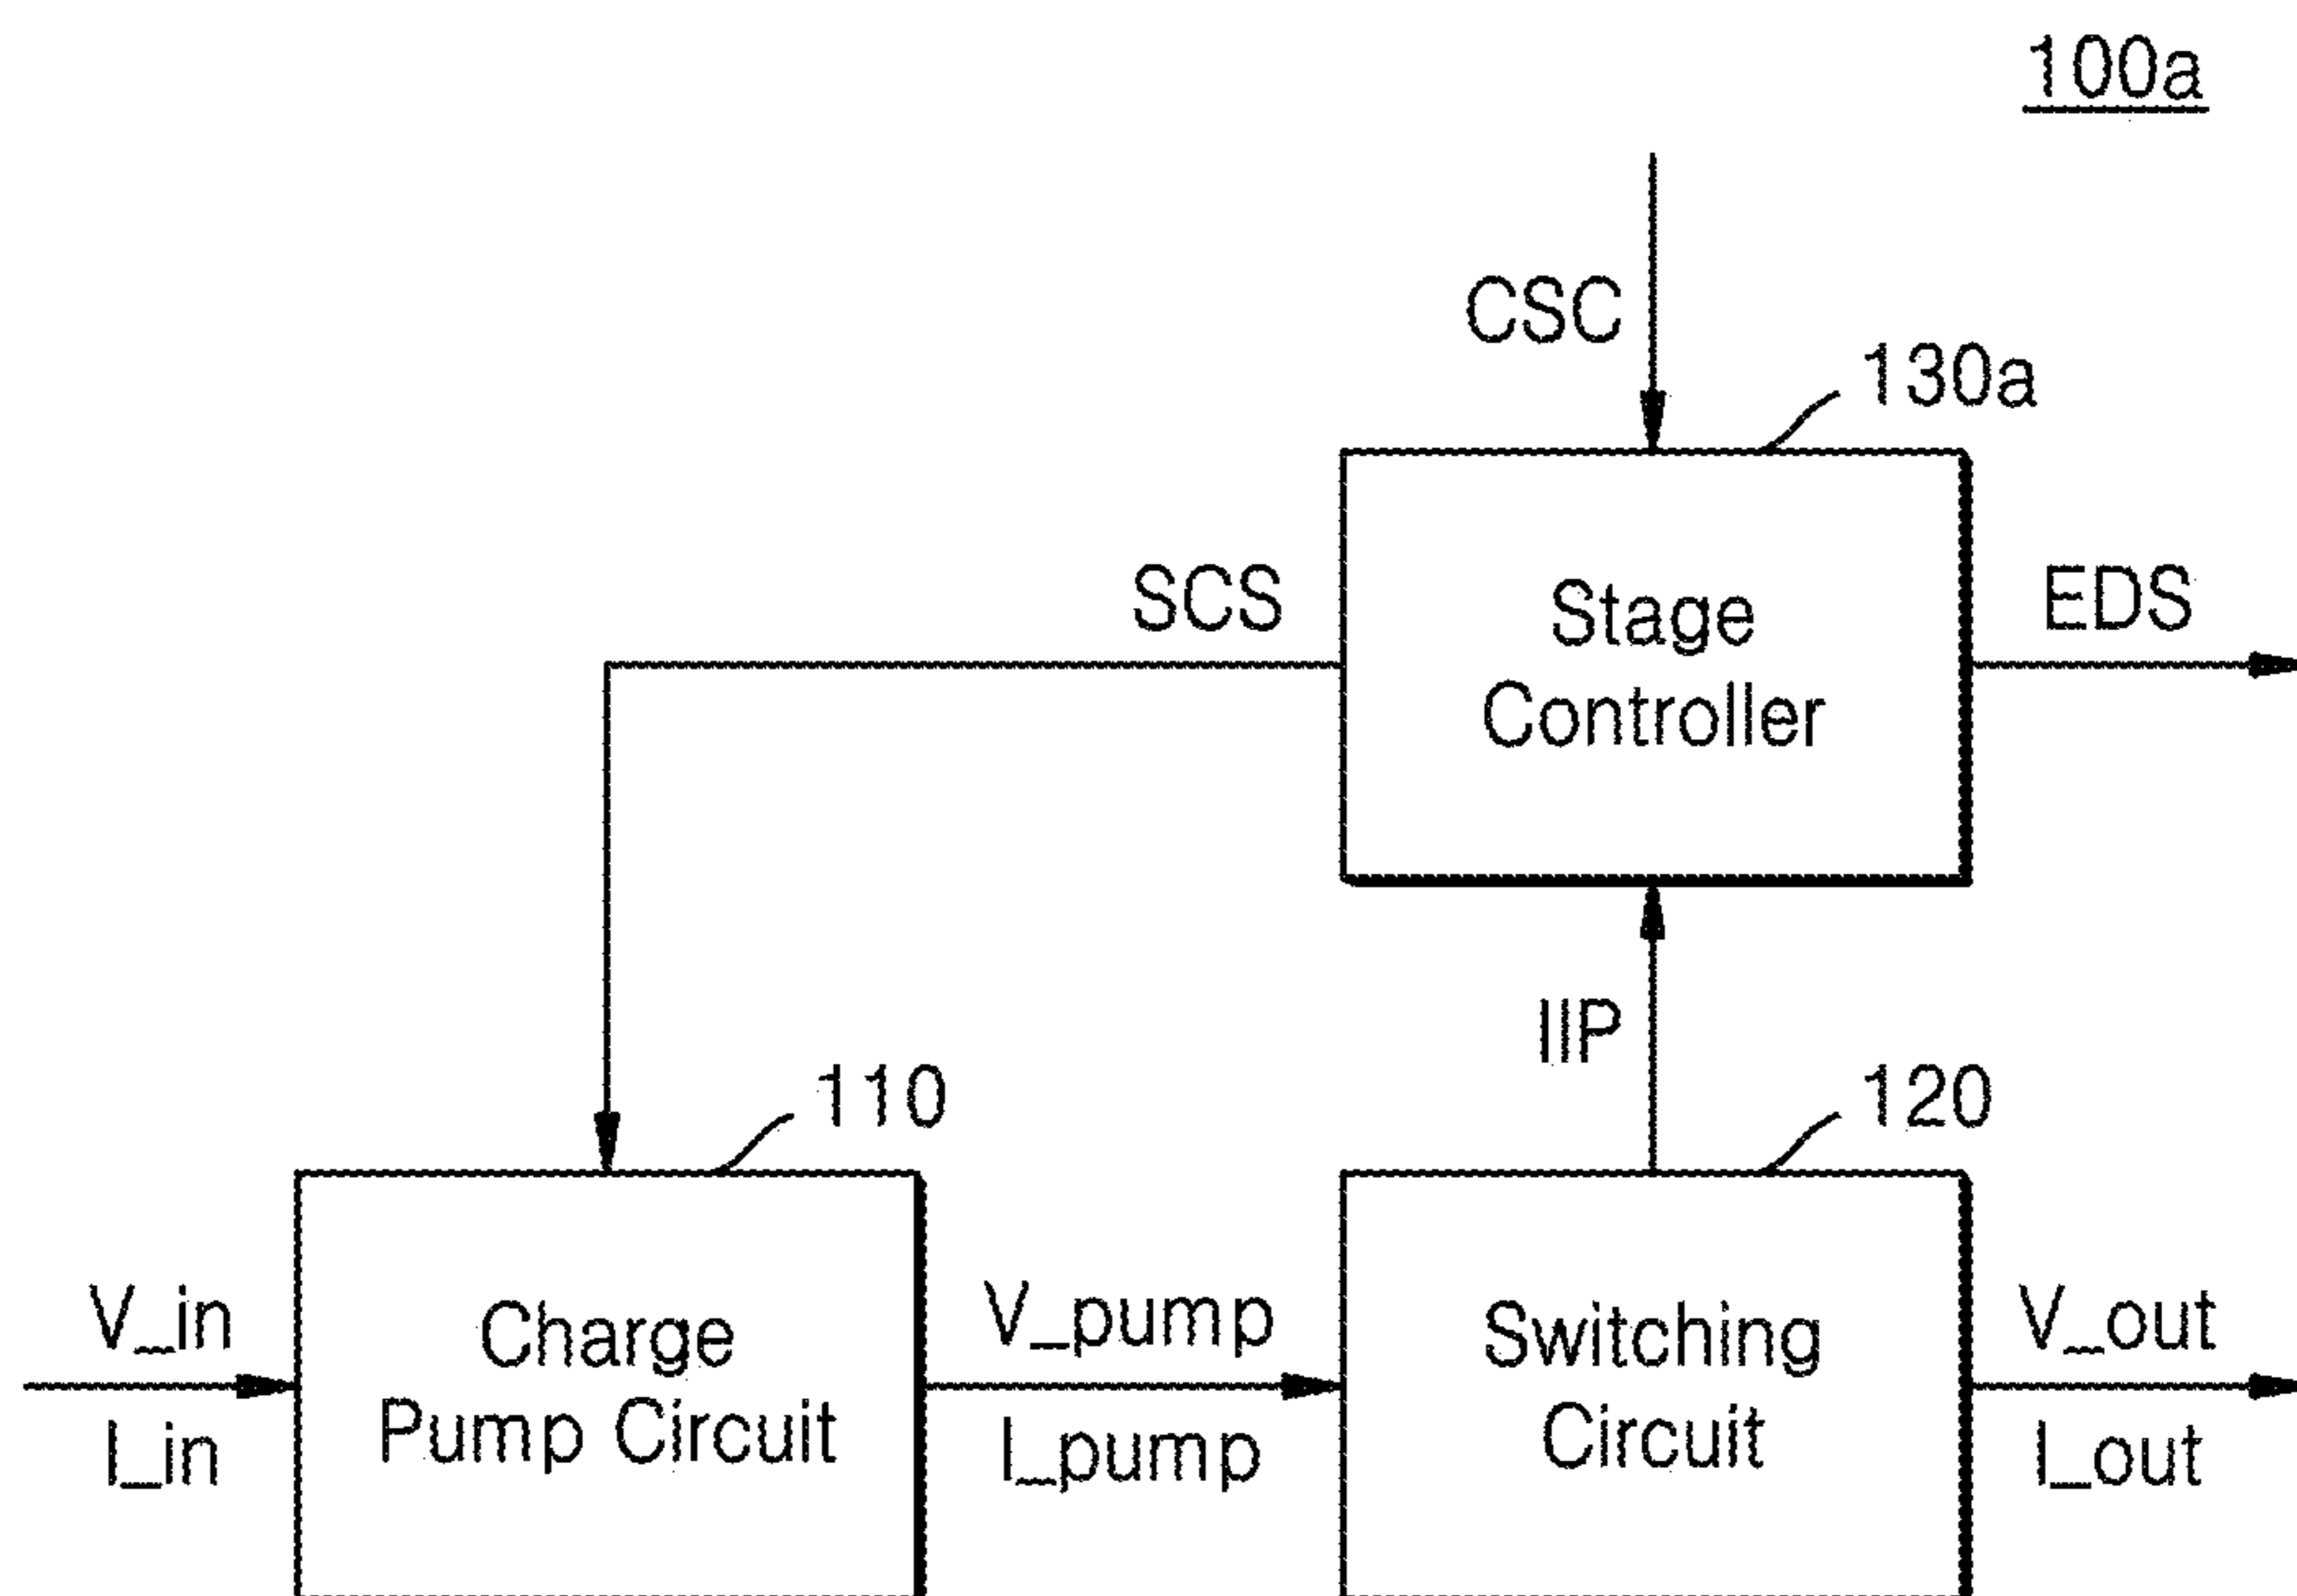 100a
CSC
130a
SCS
Stage
Controller
EDS
IIP
110
120
V_in
I_in
Charge
Pump Circuit
V_pump
I_pump
Switching
Circuit
V_out
I_out